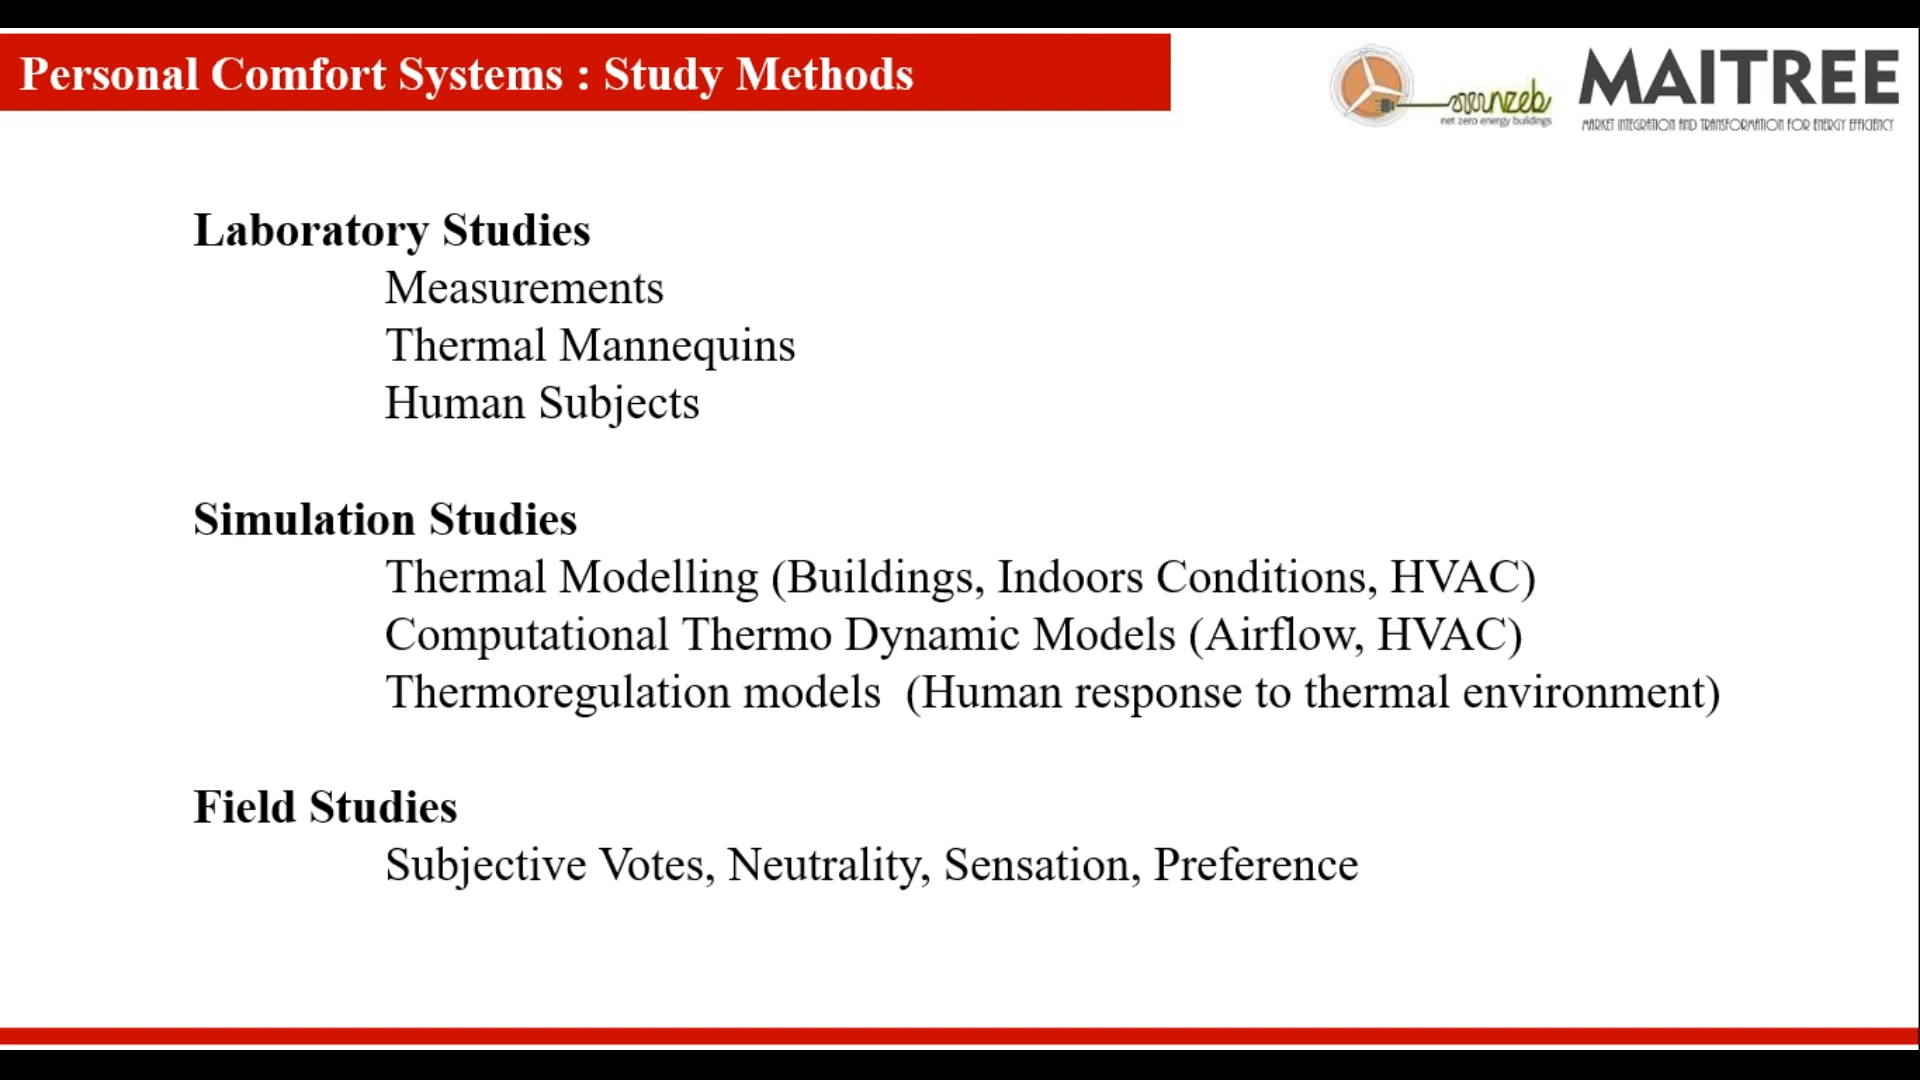 Personal Comfort Systems : Study Methods
nzeb
net zero energy buildings
MAITREE
MARKET INTEGRATION AND TRANSFORMATION FOR ENERGY EFFICIENCY
Laboratory Studies
Measurements
Thermal Mannequins
Human Subjects
Simulation Studies
Thermal Modelling (Buildings, Indoors Conditions, HVAC)
Computational Thermo Dynamic Models (Airflow, HVAC)
Thermoregulation models (Human response to thermal environment)
Field Studies
Subjective Votes, Neutrality, Sensation, Preference